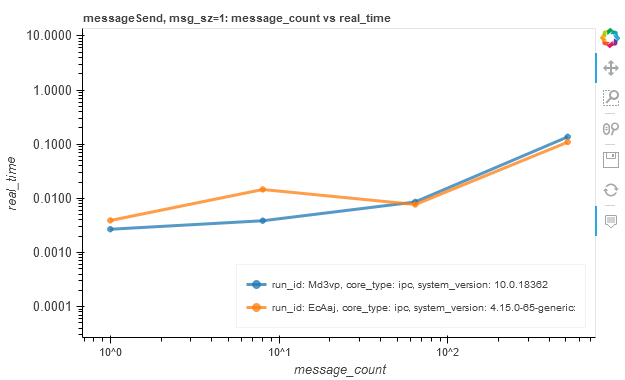 messageSend, msg_sz=1: message_count vs real_time
10.0000
1.0000
0.1000
0.0100
0.0010
0.0001
real_time
run_id: Md3vp, core_type: ipc, system_version: 10.0.18362
run_id: EcAaj, core_type: ipc, system_version: 4.15.0-65-generic:
10^0
10^1
10^2
message_count